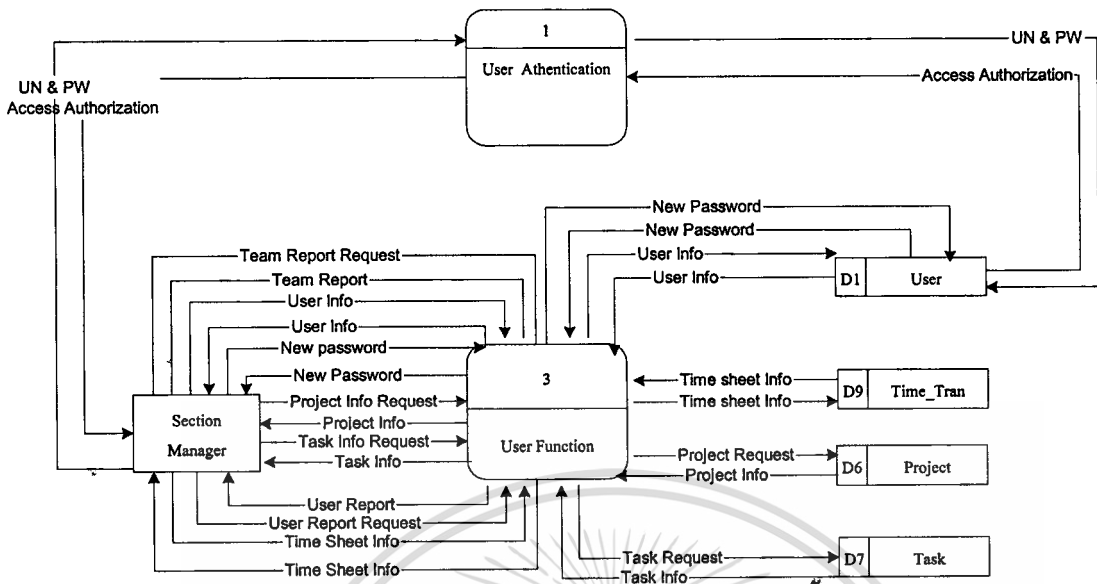 1
UN & PW
User Athentication
Access Authorization
UN & PW
Access Authorization
New Password
New Password
User Info
User Info
D1 User
Team Report Request
Team Report
User Info
User Info
New password
New Password
Project Info Request
Project Info
Task Info Request
Task Info
Section
Manager
3
User Function
Time sheet Info
Time sheet Info
D9 Time_Tran
Project Request
Project Info
D6 Project
User Report
User Report Request
Time Sheet Info
Time Sheet Info
Task Request
Task Info
D7 Task